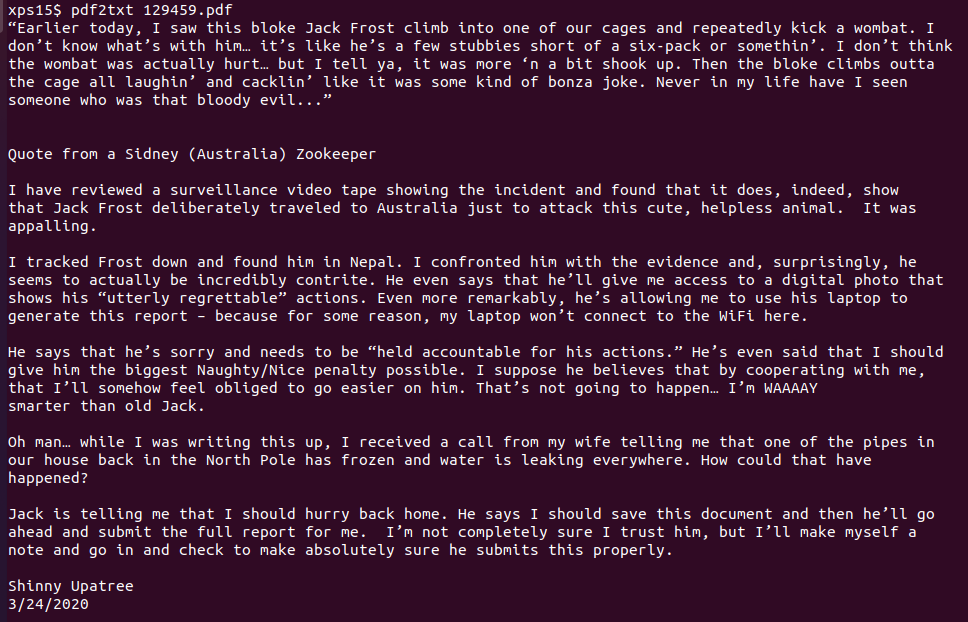 xps15$ pdf2txt 129459.pdf
“Earlier today, I saw this bloke Jack Frost climb into one of our cages and repeatedly kick a wombat. I
don’t know what’s with him… it’s like he’s a few stubbies short of a six-pack or somethin’. I don’t think
the wombat was actually hurt… but I tell ya, it was more ‘n a bit shook up. Then the bloke climbs outta
the cage all laughin’ and cacklin’ like it was some kind of bonza joke. Never in my life have I seen
someone who was that bloody evil...”
Quote from a Sidney (Australia) Zookeeper
I have reviewed a surveillance video tape showing the incident and found that it does, indeed, show
that Jack Frost deliberately traveled to Australia just to attack this cute, helpless animal.  It was
appalling.
I tracked Frost down and found him in Nepal. I confronted him with the evidence and, surprisingly, he
seems to actually be incredibly contrite. He even says that he’ll give me access to a digital photo that
shows his “utterly regrettable” actions. Even more remarkably, he’s allowing me to use his laptop to
generate this report – because for some reason, my laptop won’t connect to the WiFi here.
He says that he’s sorry and needs to be “held accountable for his actions.” He’s even said that I should
give him the biggest Naughty/Nice penalty possible. I suppose he believes that by cooperating with me,
that I’ll somehow feel obliged to go easier on him. That’s not going to happen… I’m WAAAAY
smarter than old Jack.
Oh man… while I was writing this up, I received a call from my wife telling me that one of the pipes in
our house back in the North Pole has frozen and water is leaking everywhere. How could that have
happened?
Jack is telling me that I should hurry back home. He says I should save this document and then he’ll go
ahead and submit the full report for me.  I’m not completely sure I trust him, but I’ll make myself a
note and go in and check to make absolutely sure he submits this properly.
Shinny Upatree
3/24/2020